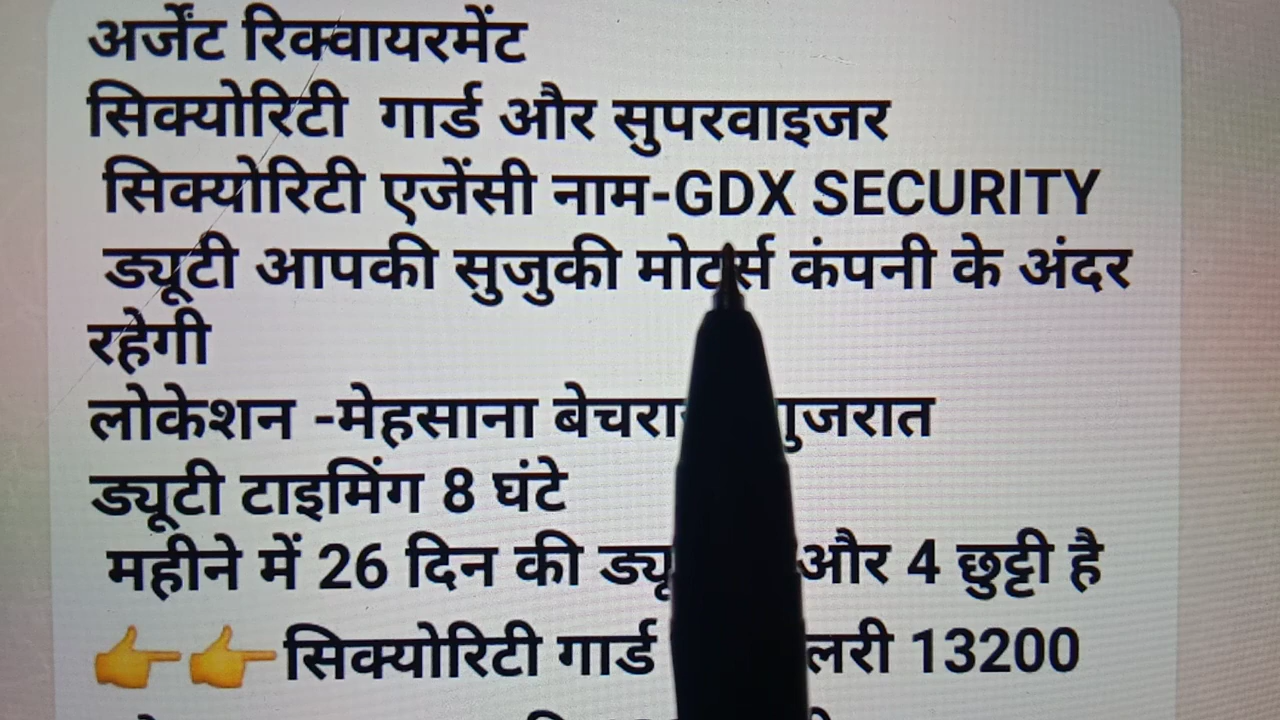 अर्जेंट रिक्वायरमेंट
सिक्योरिटी गार्ड और सुपरवाइजर
सिक्योरिटी एजेंसी नाम-GDX SECURITY
ड्यूटी आपकी सुजुकी मोटर्स कंपनी के अंदर
रहेगी
लोकेशन -मेहसाना गुजरात
ड्यूटी टाइमिंग 8 घंटे
महीने में 26 दिन की और 4 छुट्टी है
👉👉सिक्योरिटी गार्ड 13200